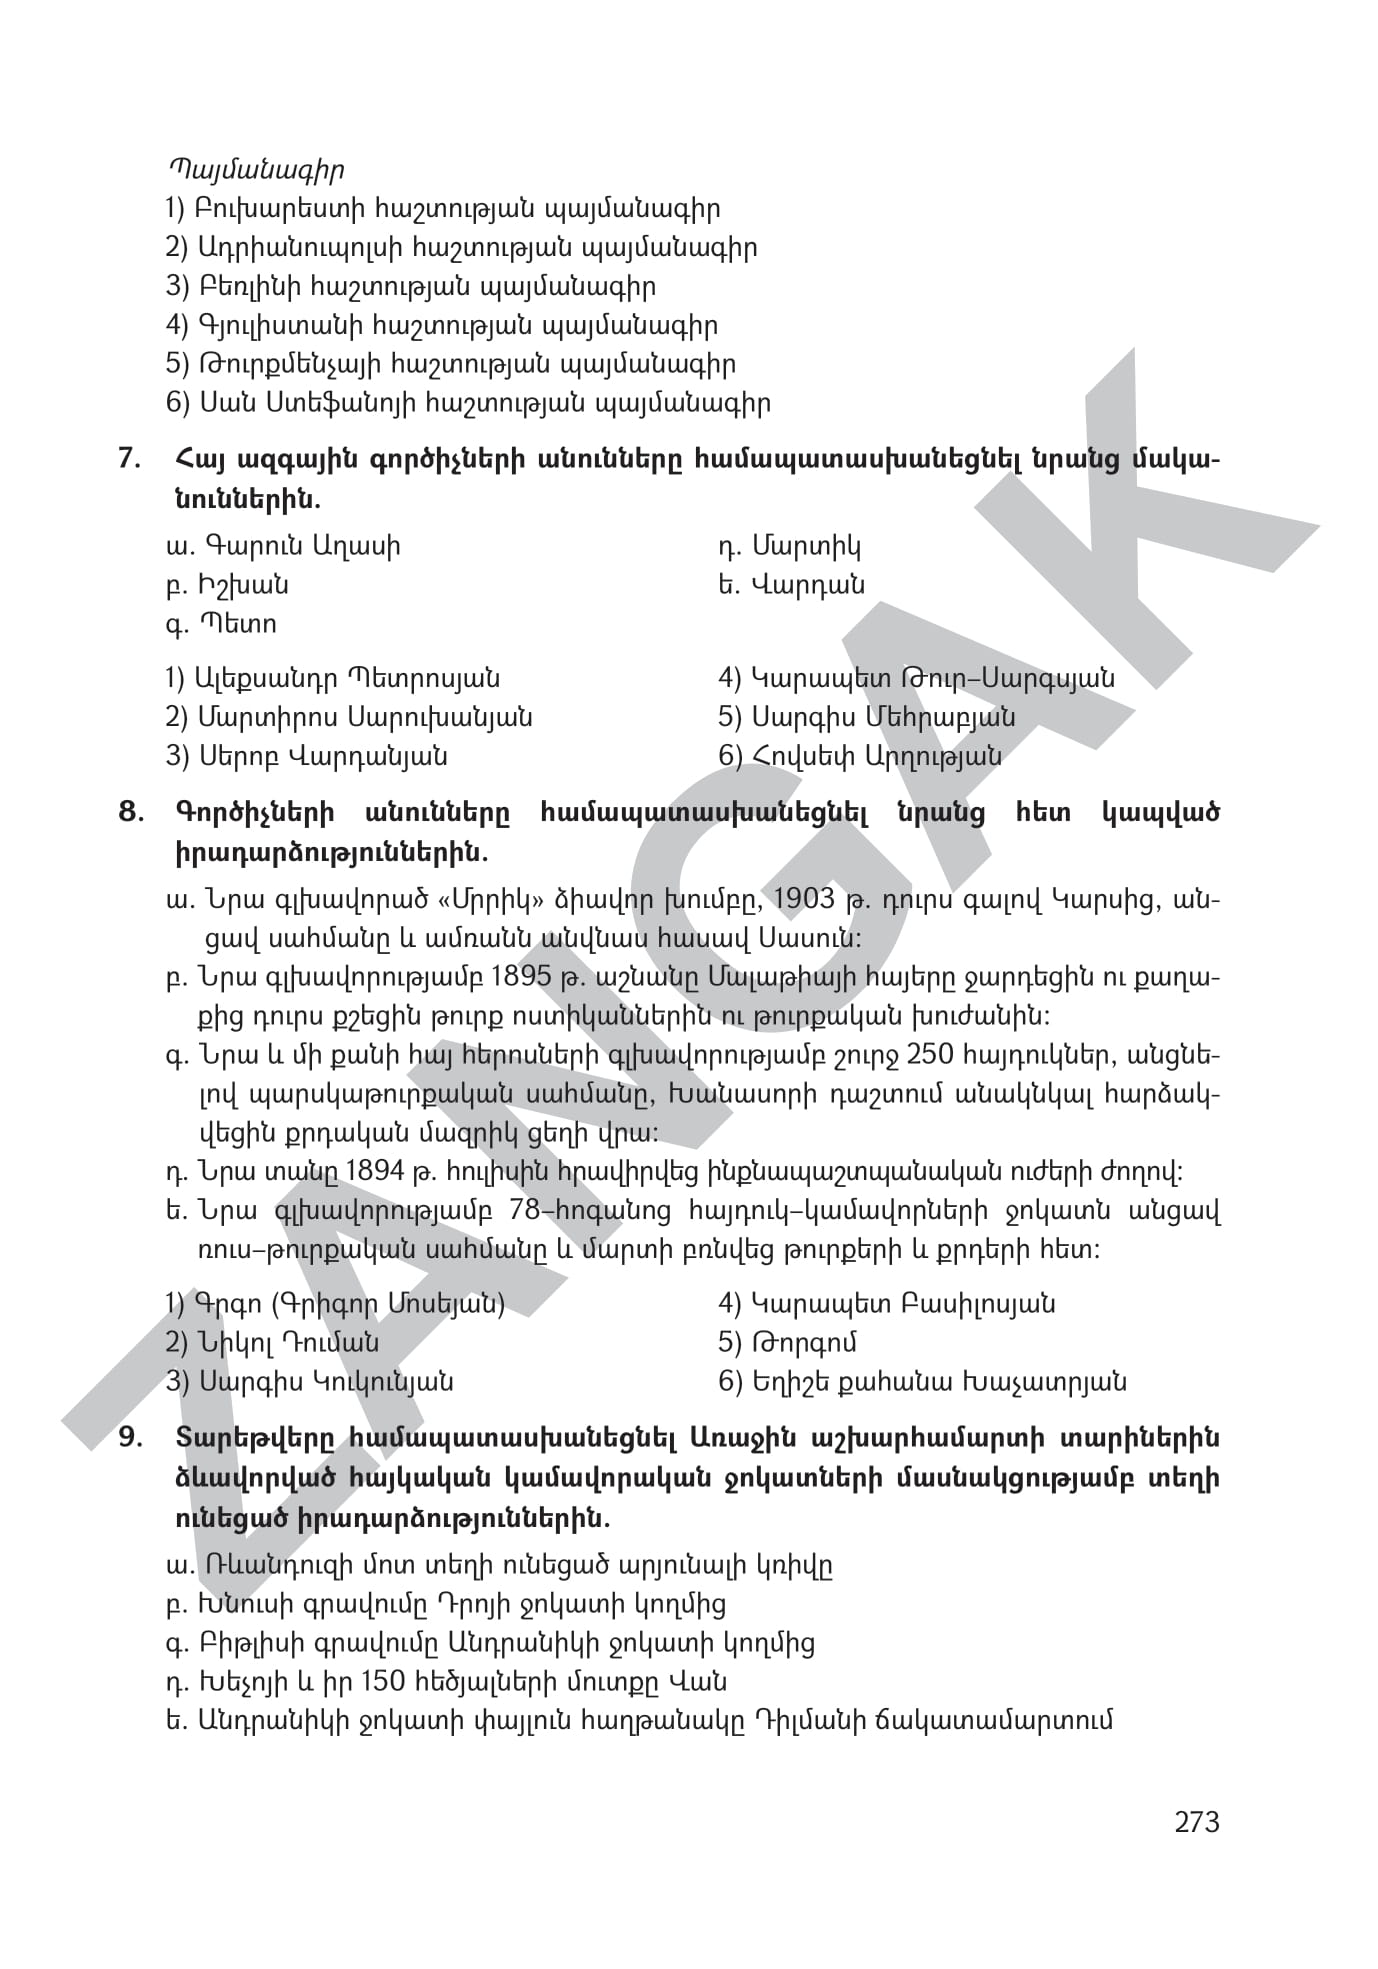 Պայմանագիր
1) Բուխարեստի հաշտության պայմանագիր
2) Ադրիանուպոլսի հաշտության պայմանագիր
3) Բեռլինի հաշտության պայմանագիր
4) Գյուլիստանի հաշտության պայմանագիր
5) Թուրքմենչայի հաշտության պայմանագիր
6) Սան Ստեֆանոյի հաշտության պայմանագիր
7. Հայ ազգային գործիչների անունները համապատասխանեցնել նրանց մակա-
նուններին.
ա. Գարուն Աղասի
բ. Իշխան
գ. Պետո
դ. Մարտիկ
ե. Վարդան
1) Ալեքսանդր Պետրոսյան
2) Մարտիրոս Սարուխանյան
3) Սերոբ Վարդանյան
4) Կարապետ Թուր–Սարգսյան
5) Սարգիս Մեհրաբյան
6) Հովսեփ Արղության
8. Գործիչների անունները համապատասխանեցնել նրանց հետ կապված
իրադարձություններին.
ա. Նրա գլխավորած «Մրրիկ» ձիավոր խումբը, 1903 թ. դուրս գալով Կարսից, ան-
ցավ սահմանը և ամռանն անվնաս հասավ Սասուն:
բ. Նրա գլխավորությամբ 1895 թ. աշնանը Մալաթիայի հայերը ջարդեցին ու քաղա-
քից դուրս քշեցին թուրք ոստիկաններին ու թուրքական խուժանին:
գ. Նրա և մի քանի հայ հերոսների գլխավորությամբ շուրջ 250 հայդուկներ, անցնե-
լով պարսկաթուրքական սահմանը, Խանասորի դաշտում անակնկալ հարձակ-
վեցին քրդական մազրիկ ցեղի վրա:
դ. Նրա տանը 1894 թ. հուլիսին հրավիրվեց ինքնապաշտպանական ուժերի ժողով:
ե. Նրա գլխավորությամբ 78–հոգանոց հայդուկ–կամավորների ջոկատն անցավ
ռուս–թուրքական սահմանը և մարտի բռնվեց թուրքերի և քրդերի հետ:
1) Գրգո (Գրիգոր Մոսեյան)
2) Նիկոլ Դուման
3) Սարգիս Կուկունյան
4) Կարապետ Բասիլոսյան
5) Թորգոմ
6) Եղիշե քահանա Խաչատրյան
9. Տարեթվերը համապատասխանեցնել Առաջին աշխարհամարտի տարիներին
ձևավորված հայկական կամավորական ջոկատների մասնակցությամբ տեղի
ունեցած իրադարձություններին.
ա. Ռևանդուզի մոտ տեղի ունեցած արյունալի կռիվը
բ. Խնուսի գրավումը Դրոյի ջոկատի կողմից
գ. Բիթլիսի գրավումը Անդրանիկի ջոկատի կողմից
դ. Խեչոյի և իր 150 հեծյալների մուտքը Վան
ե. Անդրանիկի ջոկատի փայլուն հաղթանակը Դիլմանի ճակատամարտում
273
ZANGAK